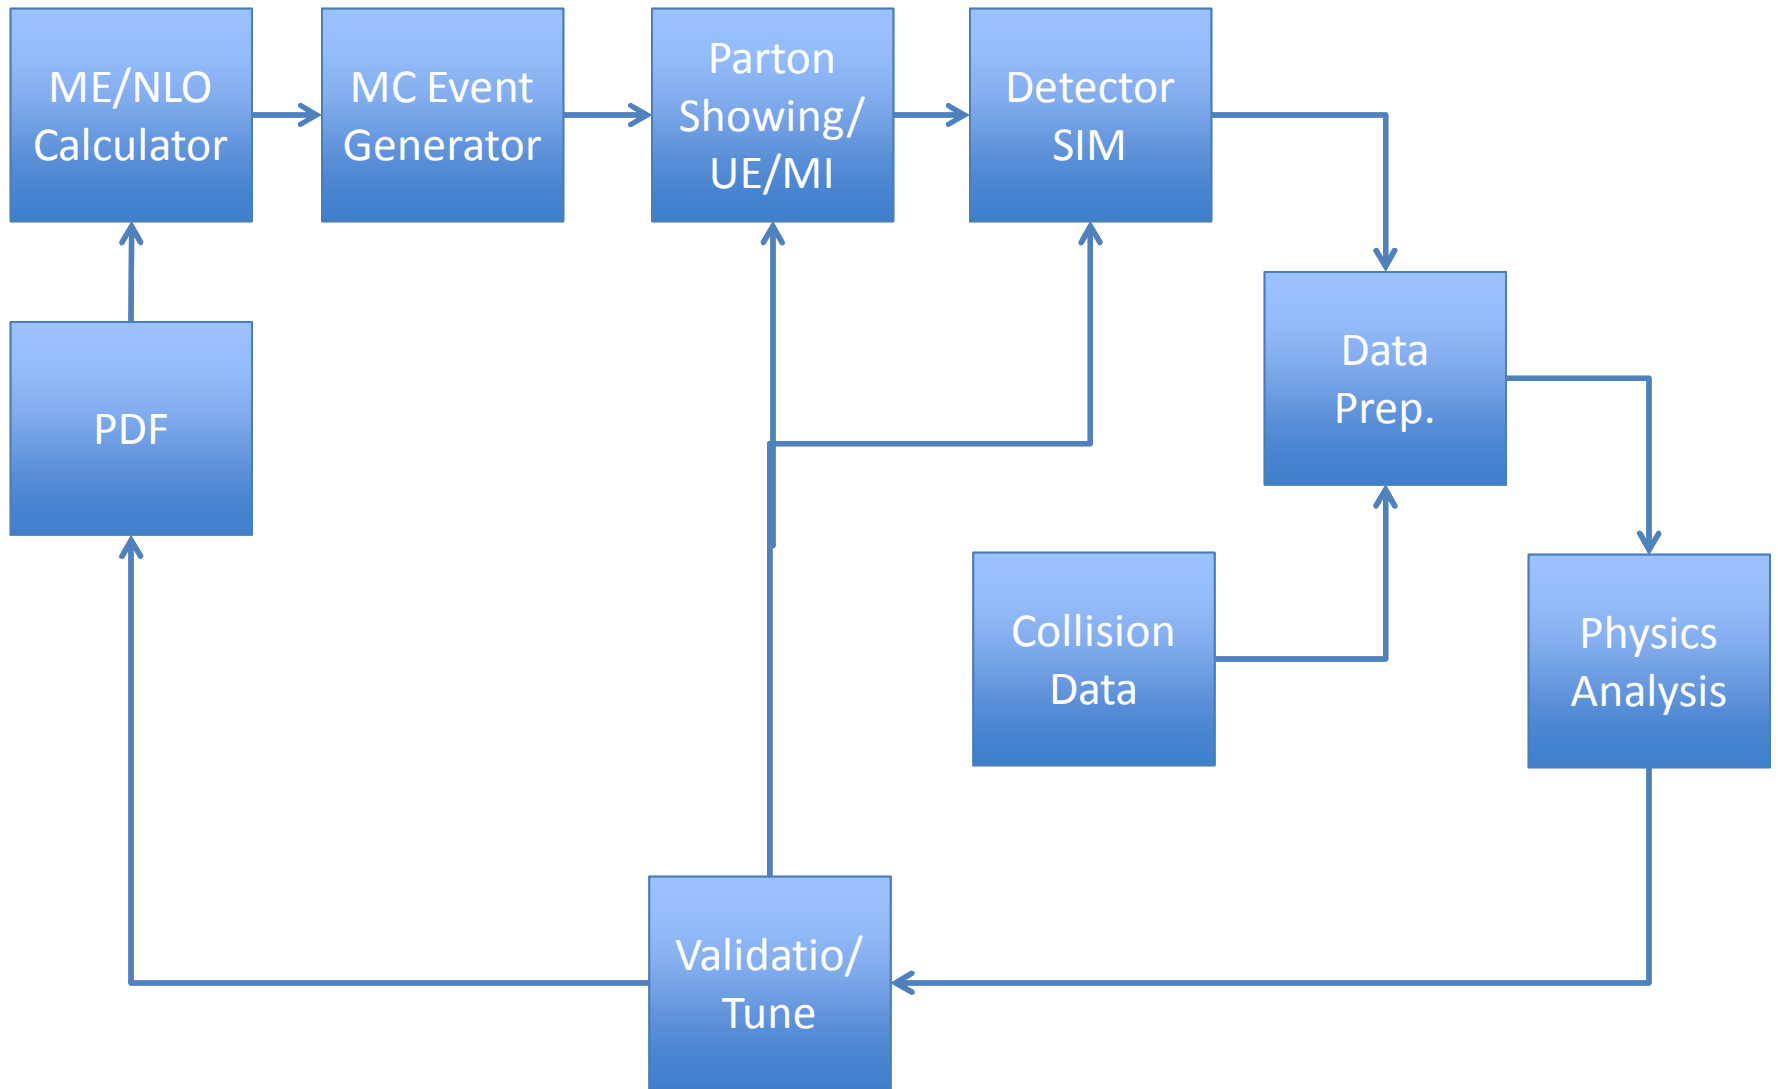 ME/NLO
Calculator
MC Event
Generator
Parton
Showing/
UE/MI
Detector
SIM
PDF
Data
Prep.
Collision
Data
Physics
Analysis
Validatio/
Tune